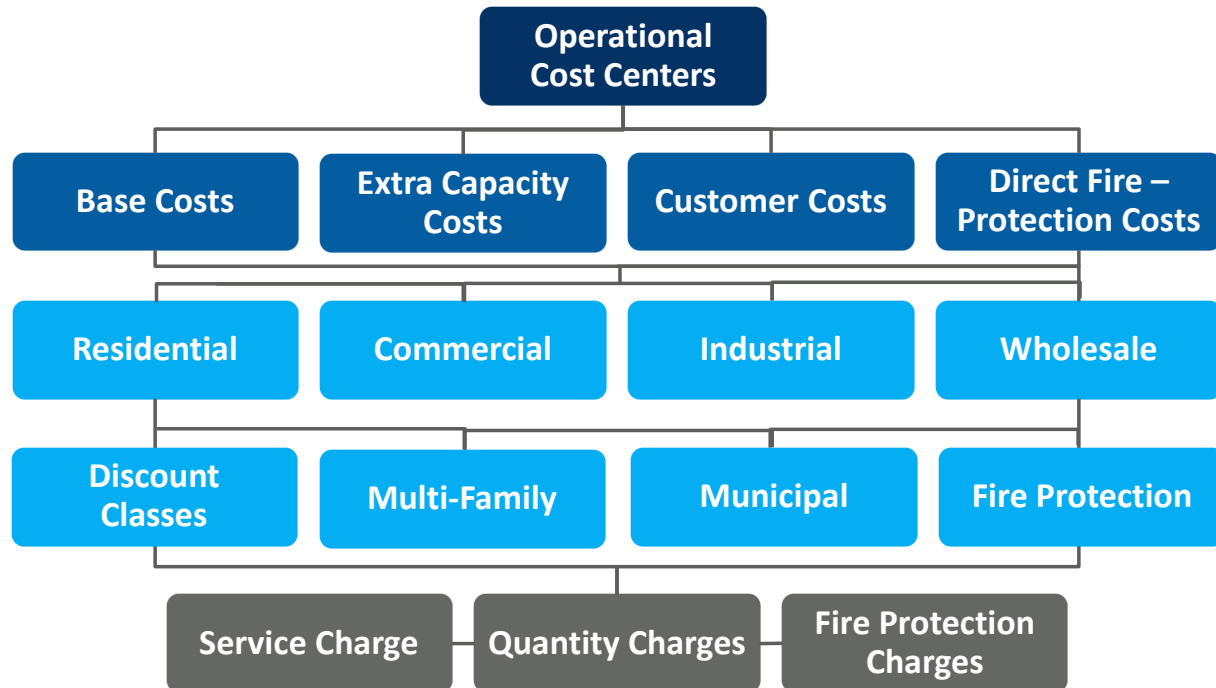 Operational
Cost Centers
Base Costs
Extra Capacity
Costs
Customer Costs
Direct Fire –
Protection Costs
Residential
Commercial
Industrial
Wholesale
Discount
Classes
Multi-Family
Municipal
Fire Protection
Service Charge
Quantity Charges
Fire Protection
Charges